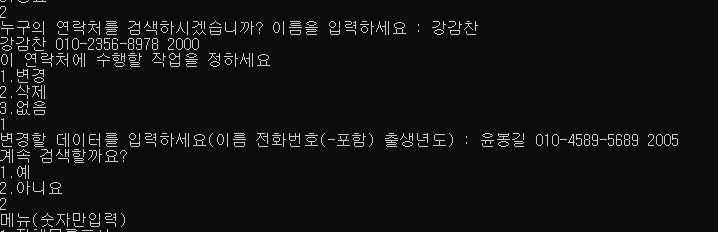 2
누구의 연락처를 검색하시겠습니까? 이름을 입력하세요 : 강감찬
강감찬 010-2356-8978 2000
이 연락처에 수행할 작업을 정하세요
1.변경
2.삭제
3.없음
1
변경할 데이터를 입력하세요(이름 전화번호(-포함) 출생년도) : 윤봉길 010-4589-5689 2005
계속 검색할까요?
1.예
2.아니요
2
메뉴(숫자만입력)